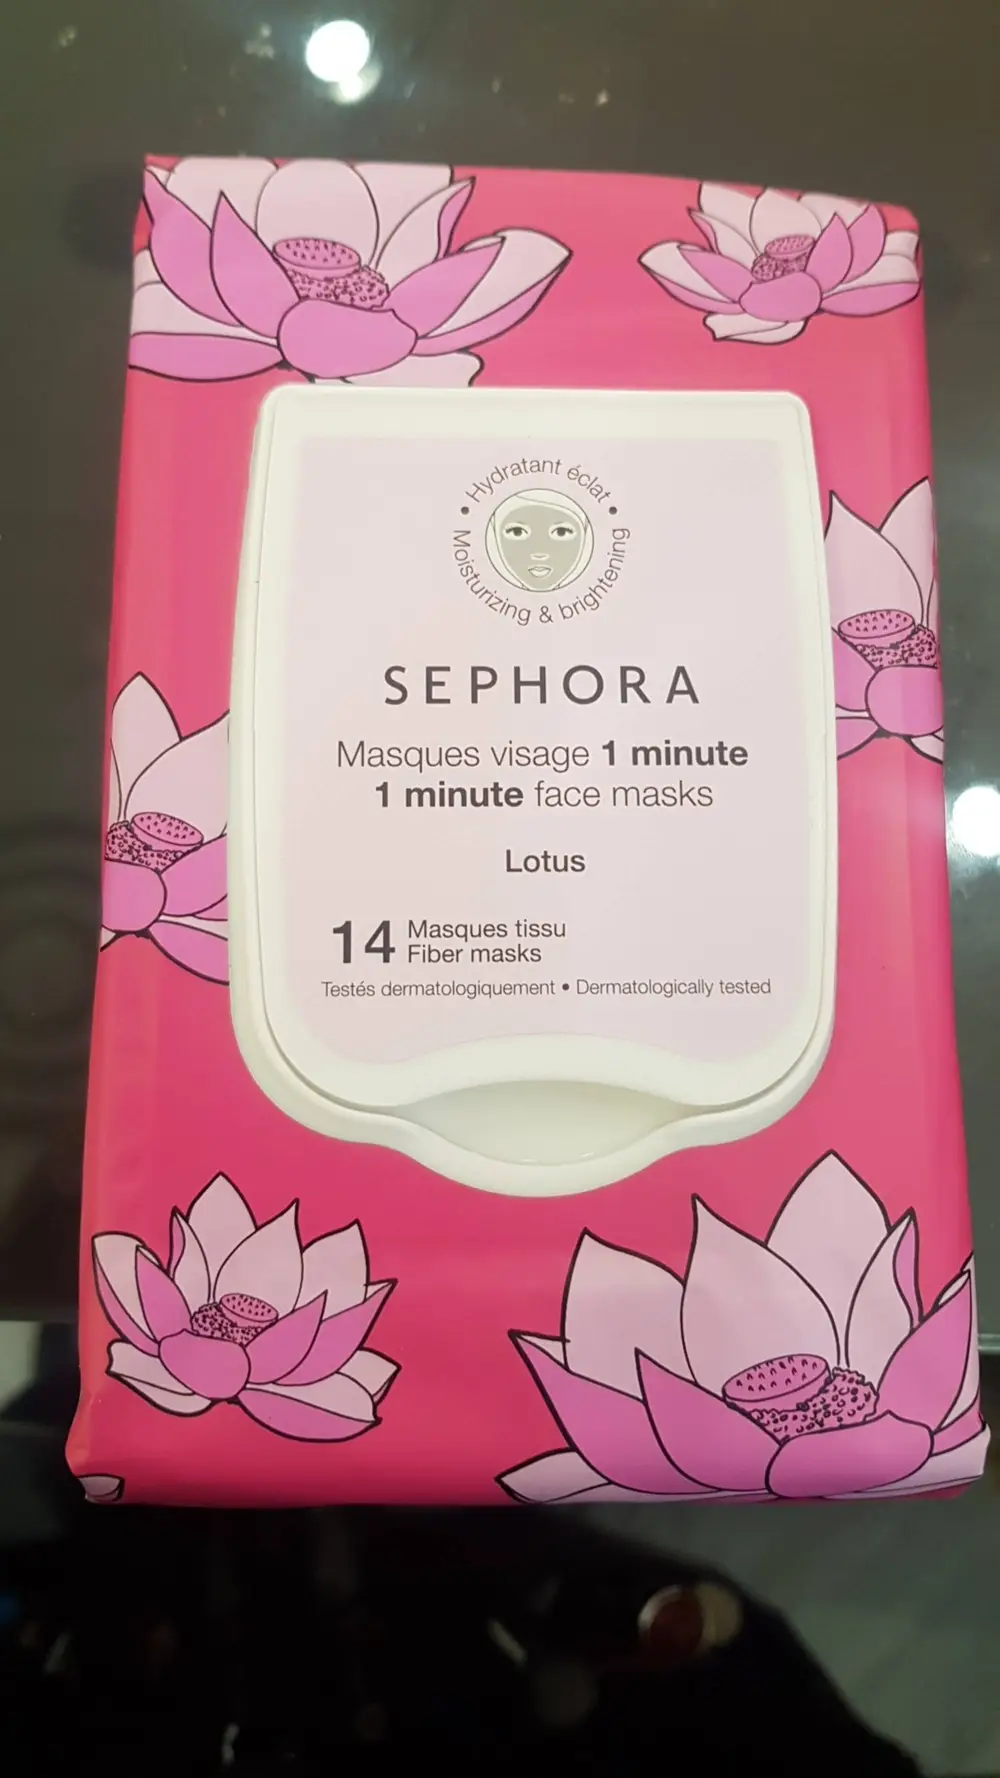 Hydratant éclat
Moisturizing & brightening
SEPHORA
Masques visage 1 minute
1 minute face masks
Lotus
14 Masques tissu
Fiber masks
Testés dermatologiquement • Dermatologically tested